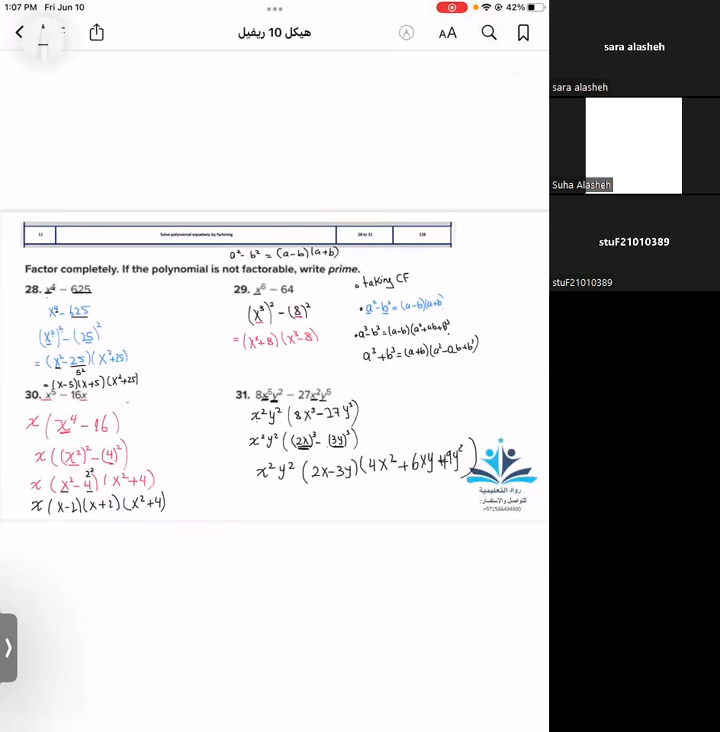 1:07 PM Fri Jun 10
42%
هيكل 10 ريفيل
AA
sara alasheh
sara alasheh
Suha Alasheh
stuF21010389
stuF21010389
11 Solve polynomial equations by factoring 28 to 31 528
a² - b² = (a-b)(a+b)
Factor completely. If the polynomial is not factorable, write prime.
28. x⁴ − 625
x⁴ - 625
(x²)² - (25)²
= (x² - 25)(x² + 25)
5²
= (x-5)(x+5)(x²+25)
29. x⁶ − 64
(x³)² - (8)²
= (x³+8)(x³-8)
• taking CF
• a² - b² = (a-b)(a+b)
• a³ - b³ = (a-b)(a²+ab+b²)
a³ + b³ = (a+b)(a²-ab+b²)
30. x⁵ − 16x
x(x⁴ - 16)
x((x²)² - (4)²)
2²
x(x² - 4)(x² + 4)
x(x-2)(x+2)(x²+4)
31. 8x⁵y² − 27x²y⁵
x²y²(8x³ - 27y³)
x²y²((2x)³ - (3y)³)
x²y²(2x-3y)(4x²+6xy+9y²)
رواد التعليمية
للتواصل والاستفسار:
+971566494600